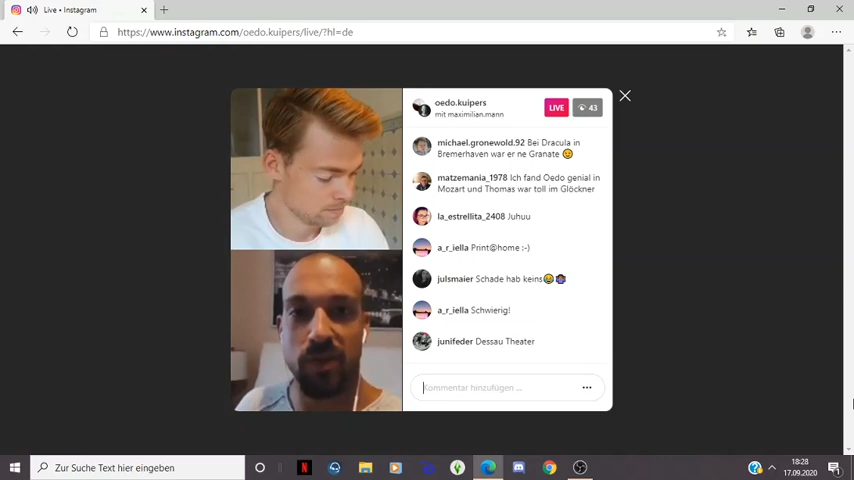 Live • Instagram
https://www.instagram.com/oedo.kuipers/live/?hl=de
oedo.kuipers
mit maximilian.mann
LIVE
43
michael.gronewold.92 Bei Dracula in
Bremerhaven war er ne Granate
matzemania_1978 Ich fand Oedo genial in
Mozart und Thomas war toll im Glöckner
la_estrellita_2408 Juhuu
a_r_iella Print@home :-)
julsmaier Schade hab keins
a_r_iella Schwierig!
junifeder Dessau Theater
Kommentar hinzufügen ...
Zur Suche Text hier eingeben
18:28
17.09.2020